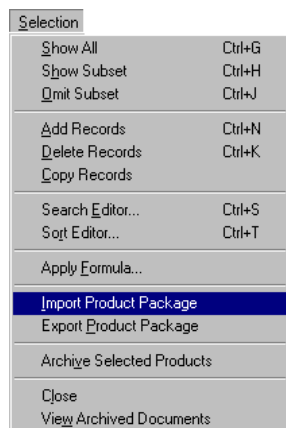 Selection
Show All Ctrl+G
Show Subset Ctrl+H
Omit Subset Ctrl+J
Add Records Ctrl+N
Delete Records Ctrl+K
Copy Records
Search Editor... Ctrl+S
Sort Editor... Ctrl+T
Apply Formula...
Import Product Package
Export Product Package
Archive Selected Products
Close
View Archived Documents